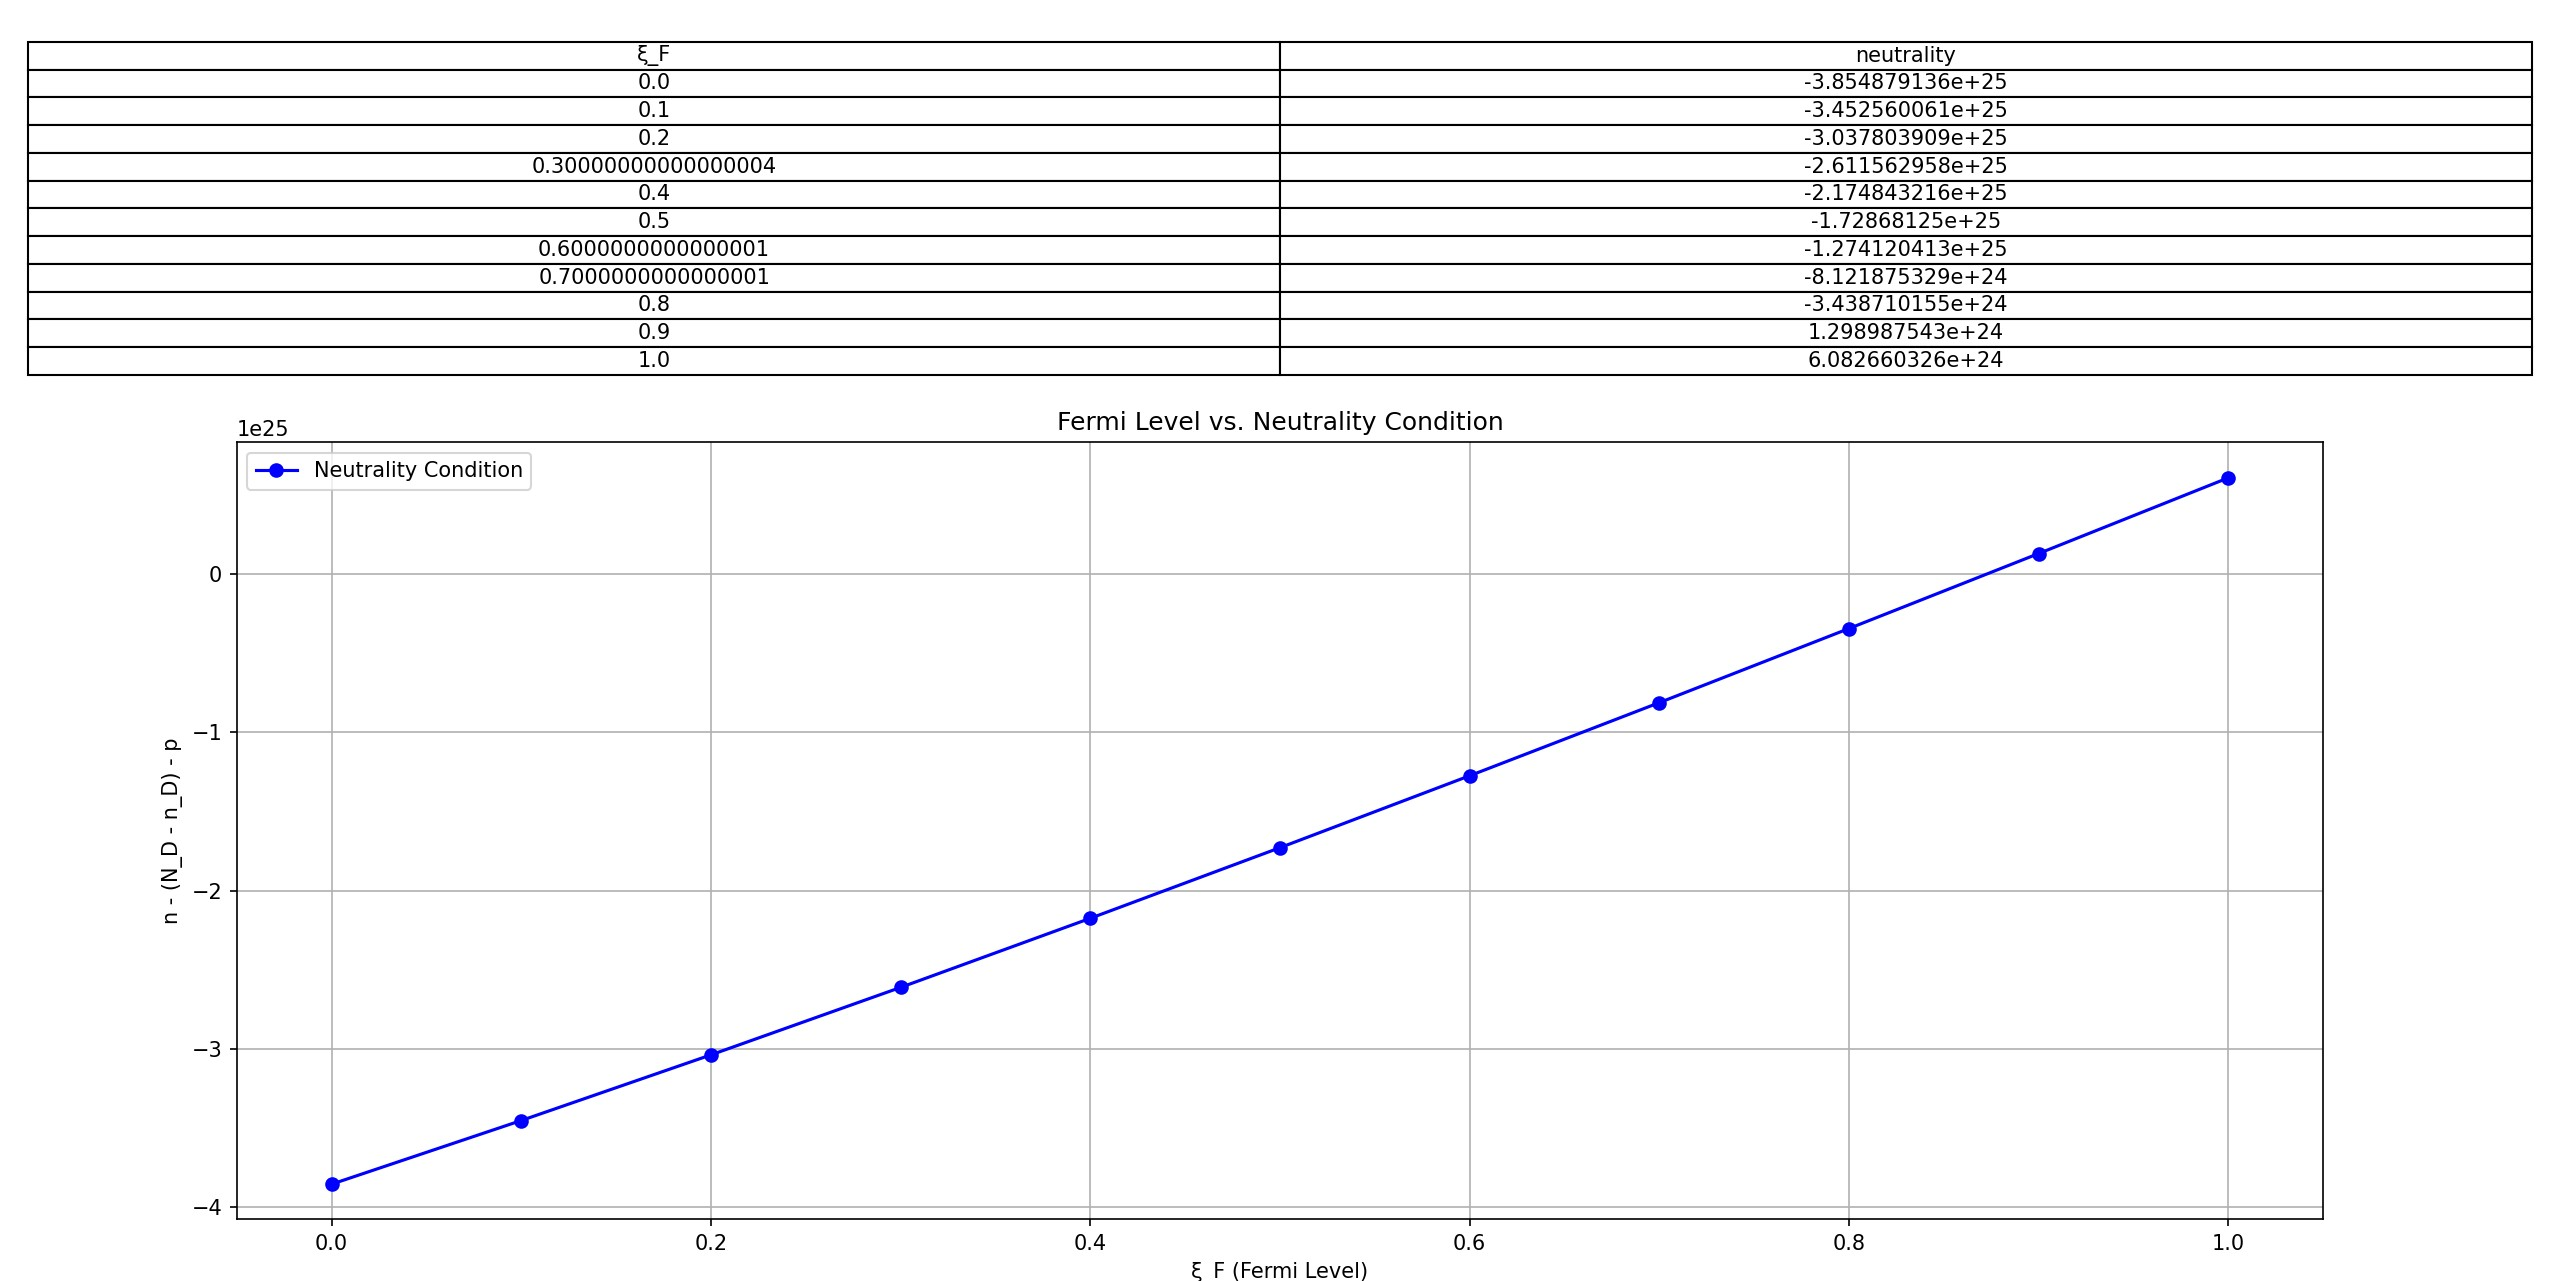 ξ_F neutrality
0.0 -3.854879136e+25
0.1 -3.452560061e+25
0.2 -3.037803909e+25
0.30000000000000004 -2.611562958e+25
0.4 -2.174843216e+25
0.5 -1.72868125e+25
0.6000000000000001 -1.274120413e+25
0.7000000000000001 -8.121875329e+24
0.8 -3.438710155e+24
0.9 1.298987543e+24
1.0 6.082660326e+24
Fermi Level vs. Neutrality Condition
1e25
Neutrality Condition
0
−1
−2
−3
−4
n - (N_D - n_D) - p
0.0 0.2 0.4 0.6 0.8 1.0
ξ_F (Fermi Level)